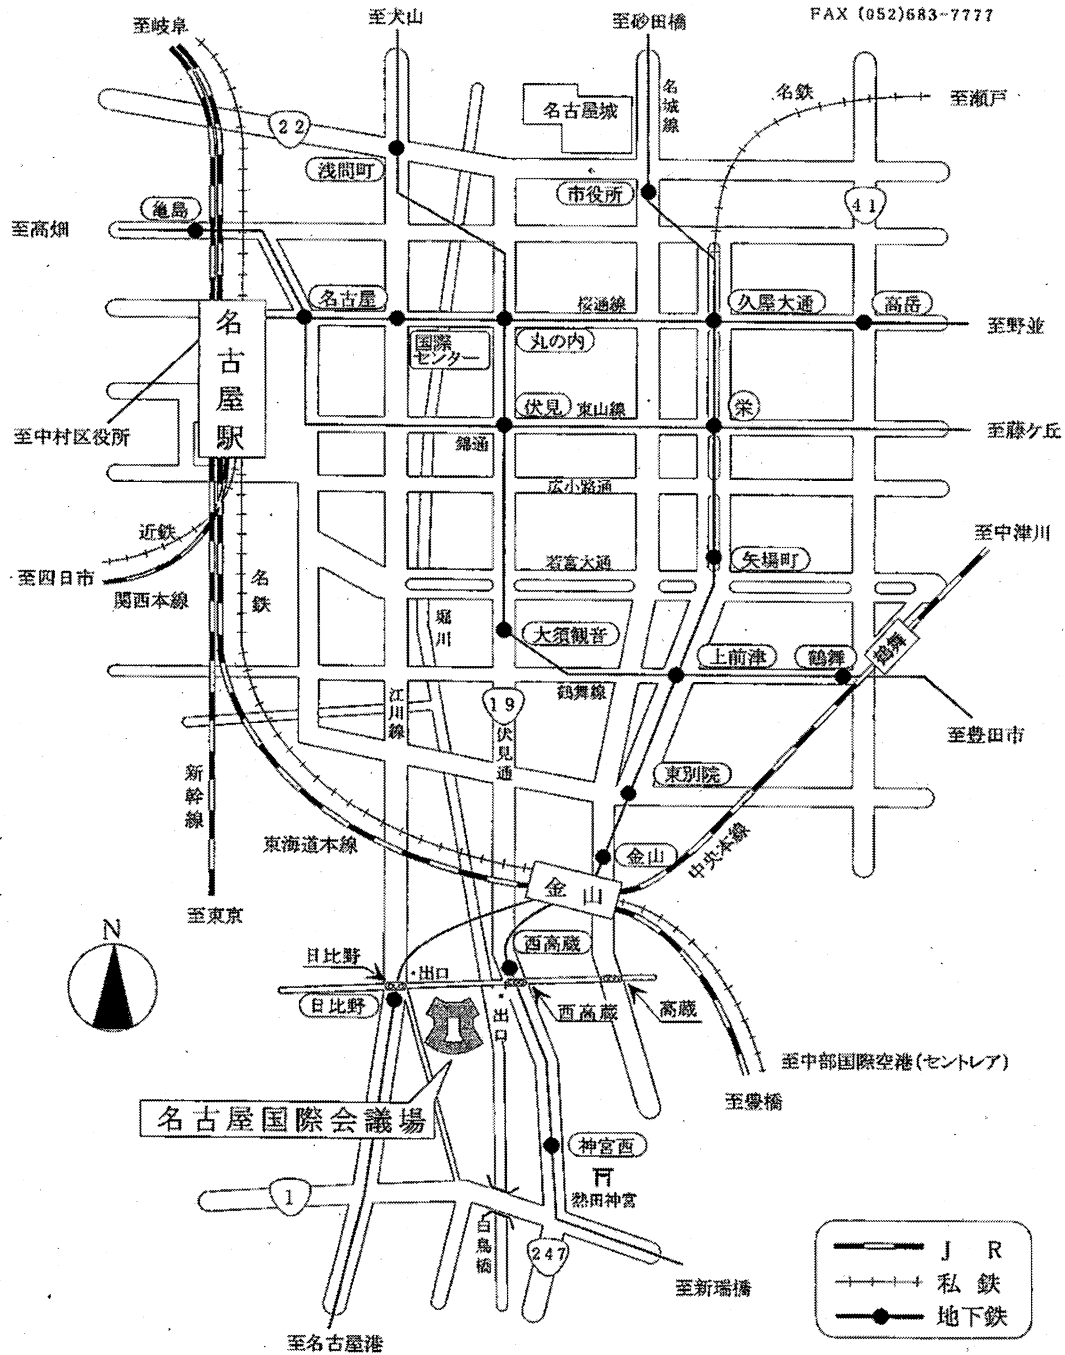 FAX (052)683-7777
至岐阜
至犬山
至砂田橋
名鉄
至瀬戸
22
名古屋城
名城線
浅間町
市役所
41
亀島
至高畑
名古屋
桜通線
久屋大通
高岳
至野並
名古屋駅
国際
センター
丸の内
伏見
東山線
栄
至中村区役所
錦通
至藤ケ丘
広小路通
近鉄
若宮大通
矢場町
至中津川
至四日市
関西本線
名鉄
堀川
大須観音
上前津
鶴舞
鶴舞
鶴舞線
江川線
19
伏見通
至豊田市
新幹線
東別院
東海道本線
金山
中央本線
金山
至東京
N
西高蔵
日比野
・出口
日比野
・出口
西高蔵
高蔵
至中部国際空港(セントレア)
至豊橋
名古屋国際会議場
神宮西
熱田神宮
1
白鳥橋
247
至新瑞橋
至名古屋港
JR
私鉄
地下鉄